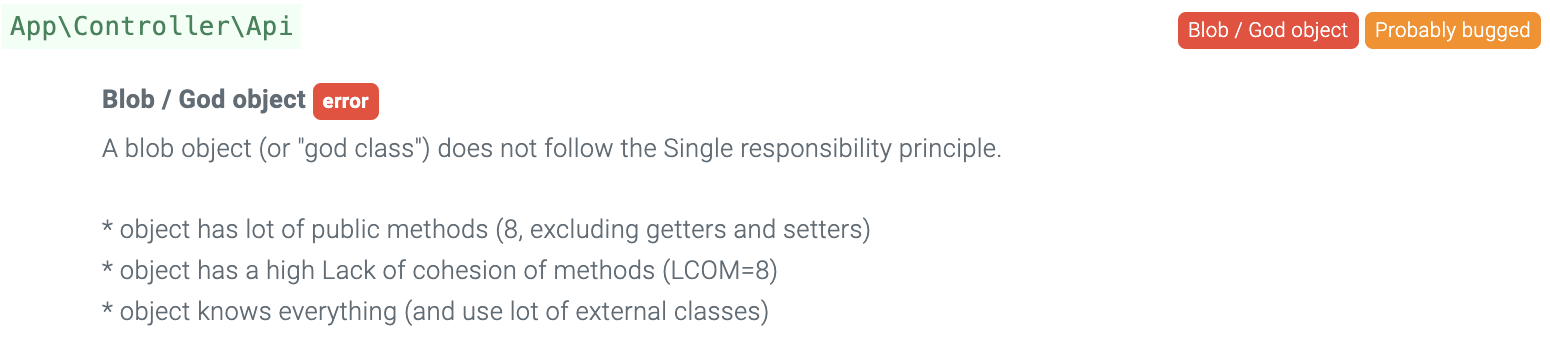 App\Controller\Api
Blob / God object Probably bugged
Blob / God object error
A blob object (or "god class") does not follow the Single responsibility principle.
* object has lot of public methods (8, excluding getters and setters)
* object has a high Lack of cohesion of methods (LCOM=8)
* object knows everything (and use lot of external classes)